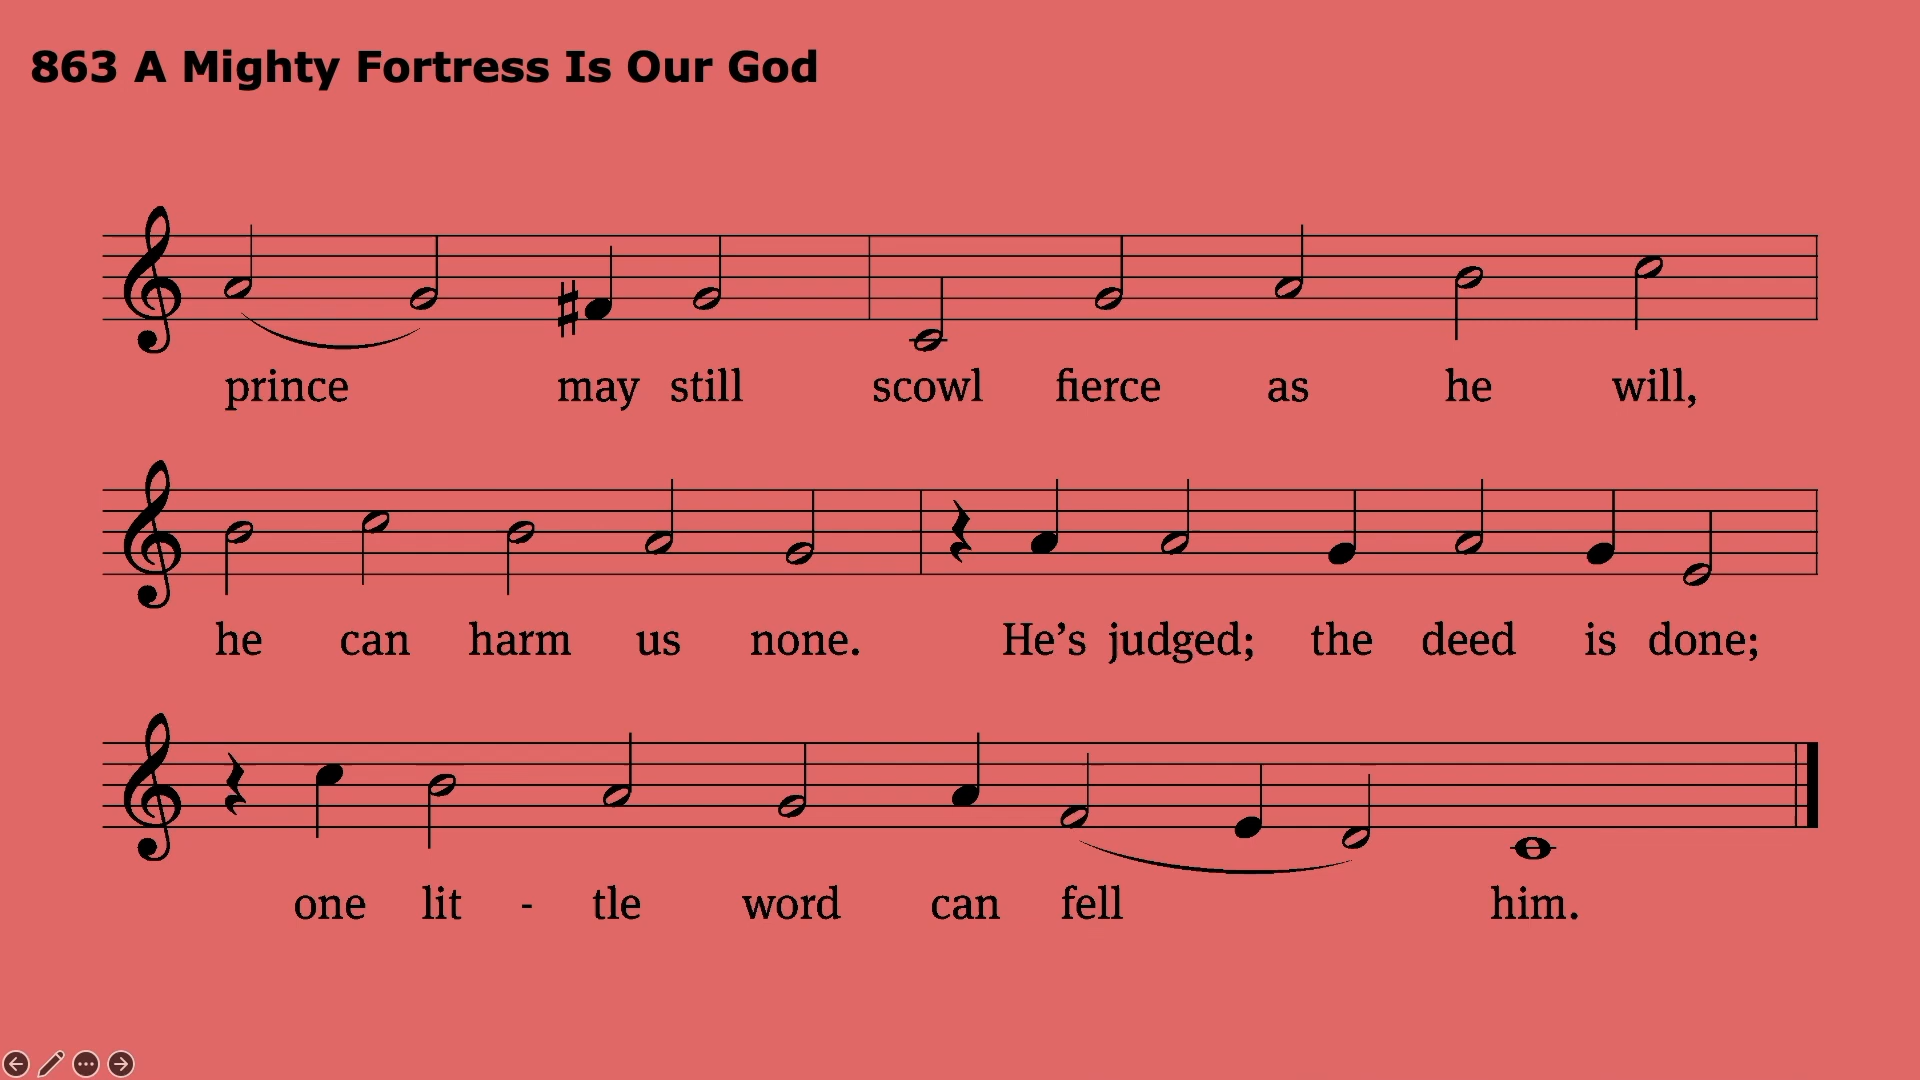 863 A Mighty Fortress Is Our God
prince may still scowl fierce as he will,
he can harm us none. He’s judged; the deed is done;
one lit - tle word can fell him.